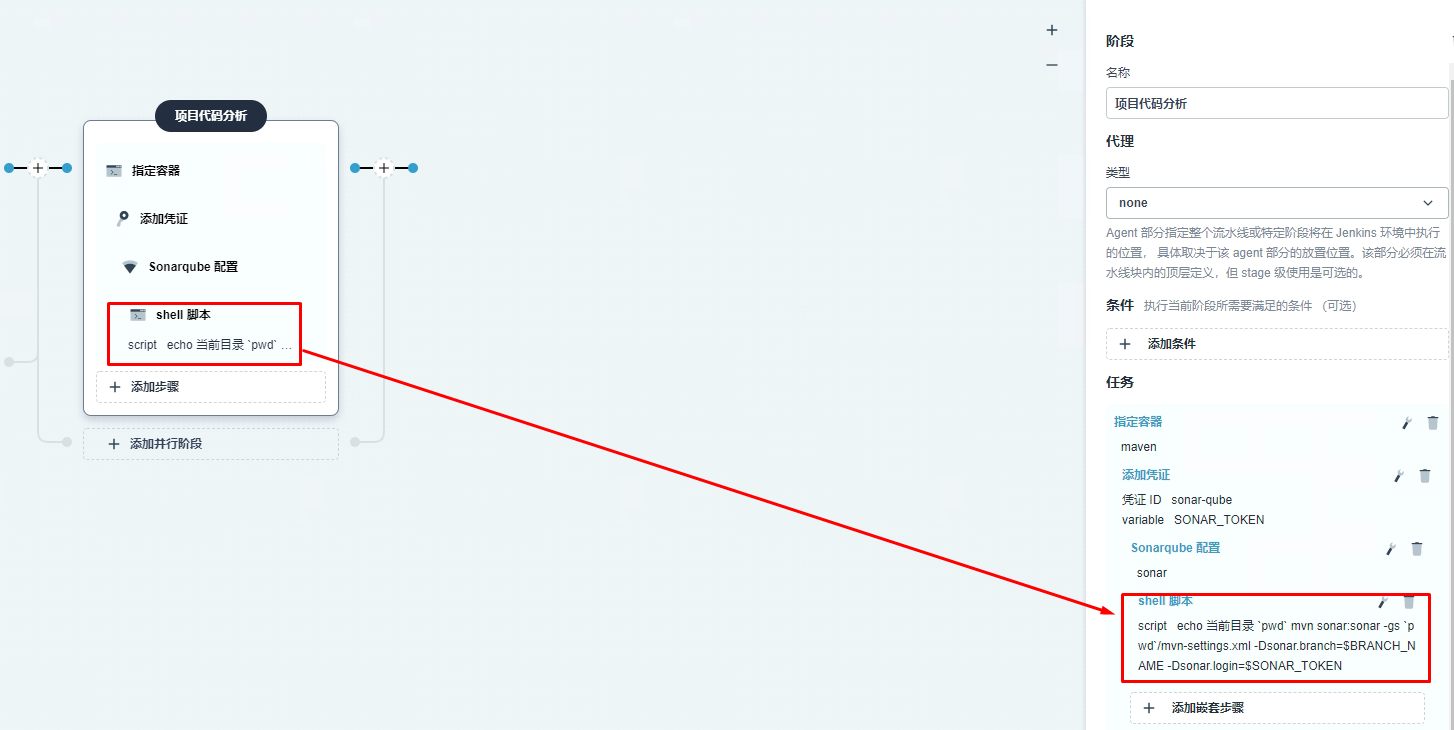 项目代码分析
指定容器
添加凭证
Sonarqube 配置
shell 脚本
script echo 当前目录 `pwd` ...
添加步骤
添加并行阶段
阶段
名称
项目代码分析
代理
类型
none
Agent 部分指定整个流水线或特定阶段将在 Jenkins 环境中执行
的位置， 具体取决于该 agent 部分的放置位置。该部分必须在流
水线块内的顶层定义，但 stage 级使用是可选的。
条件 执行当前阶段所需要满足的条件 （可选）
添加条件
任务
指定容器
maven
添加凭证
凭证 ID sonar-qube
variable SONAR_TOKEN
Sonarqube 配置
sonar
shell 脚本
script echo 当前目录 `pwd` mvn sonar:sonar -gs `p
wd`/mvn-settings.xml -Dsonar.branch=$BRANCH_N
AME -Dsonar.login=$SONAR_TOKEN
添加嵌套步骤